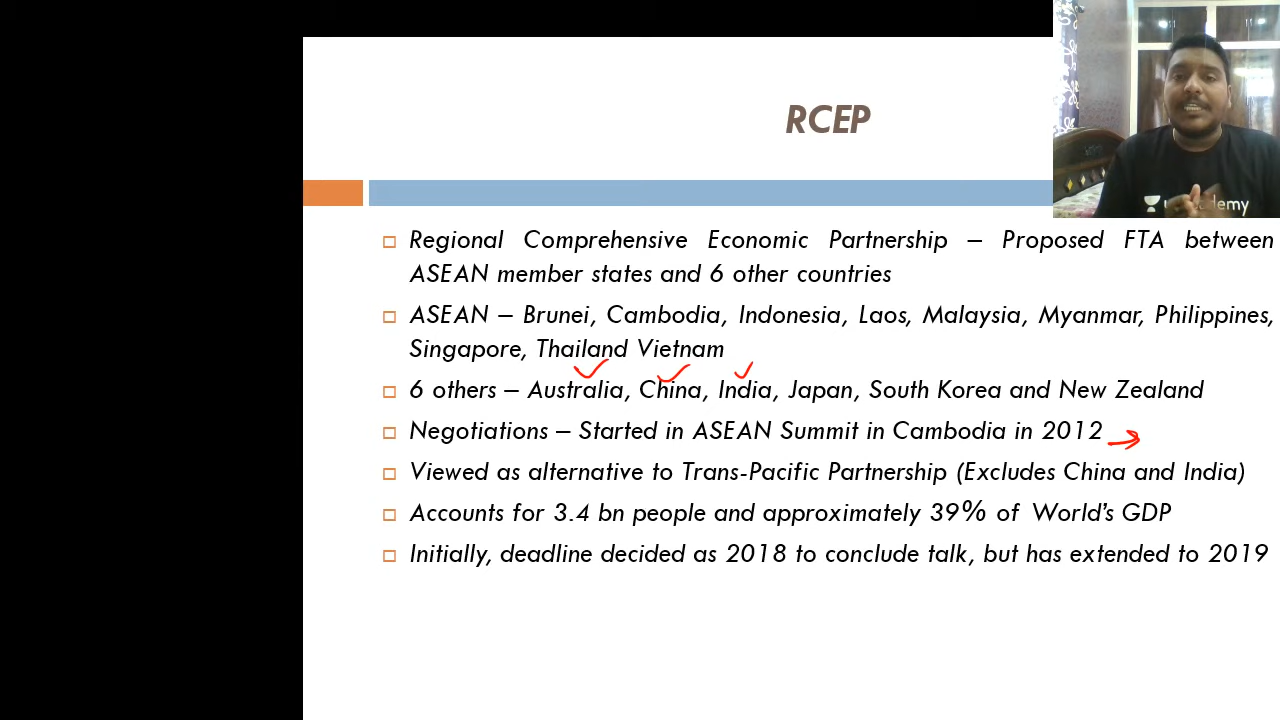 RCEP
Regional Comprehensive Economic Partnership – Proposed FTA between
ASEAN member states and 6 other countries
ASEAN – Brunei, Cambodia, Indonesia, Laos, Malaysia, Myanmar, Philippines,
Singapore, Thailand Vietnam
6 others – Australia, China, India, Japan, South Korea and New Zealand
Negotiations – Started in ASEAN Summit in Cambodia in 2012
Viewed as alternative to Trans-Pacific Partnership (Excludes China and India)
Accounts for 3.4 bn people and approximately 39% of World's GDP
Initially, deadline decided as 2018 to conclude talk, but has extended to 2019